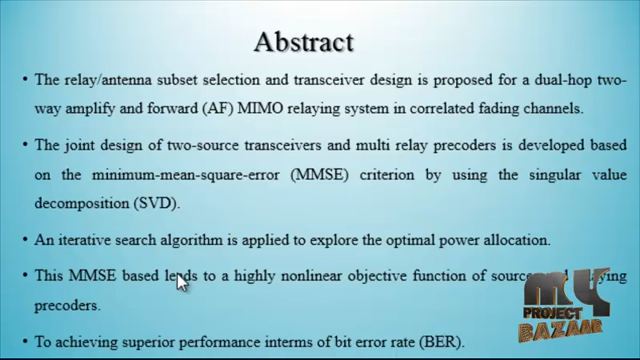 Abstract
• The relay/antenna subset selection and transceiver design is proposed for a dual-hop two-
way amplify and forward (AF) MIMO relaying system in correlated fading channels.
• The joint design of two-source transceivers and multi relay precoders is developed based
on the minimum-mean-square-error (MMSE) criterion by using the singular value
decomposition (SVD).
• An iterative search algorithm is applied to explore the optimal power allocation.
• This MMSE based leads to a highly nonlinear objective function of
precoders.
• To achieving superior performance interms of bit error rate (BER).
MY
PROJECT
BAZAAR